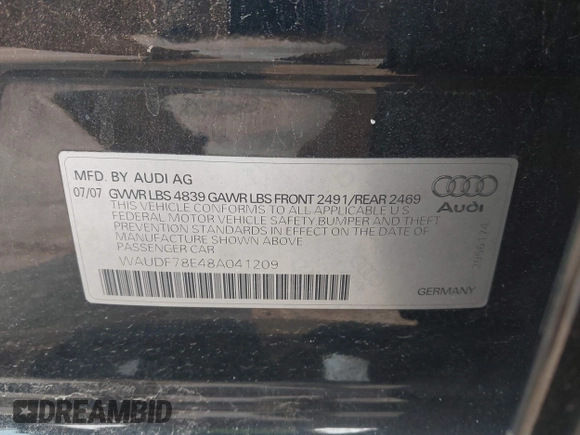 MFD. BY AUDI AG
07/07 GVWR LBS 4839 GAWR LBS FRONT 2491/REAR 2469
THIS VEHICLE CONFORMS TO ALL APPLICABLE U.S.
FEDERAL MOTOR VEHICLE SAFETY BUMPER AND THEFT
PREVENTION STANDARDS IN EFFECT ON THE DATE OF
MANUFACTURE SHOWN ABOVE
PASSENGER CAR
WAUDF78E48A041209
Audi
GERMANY
DREAMBID